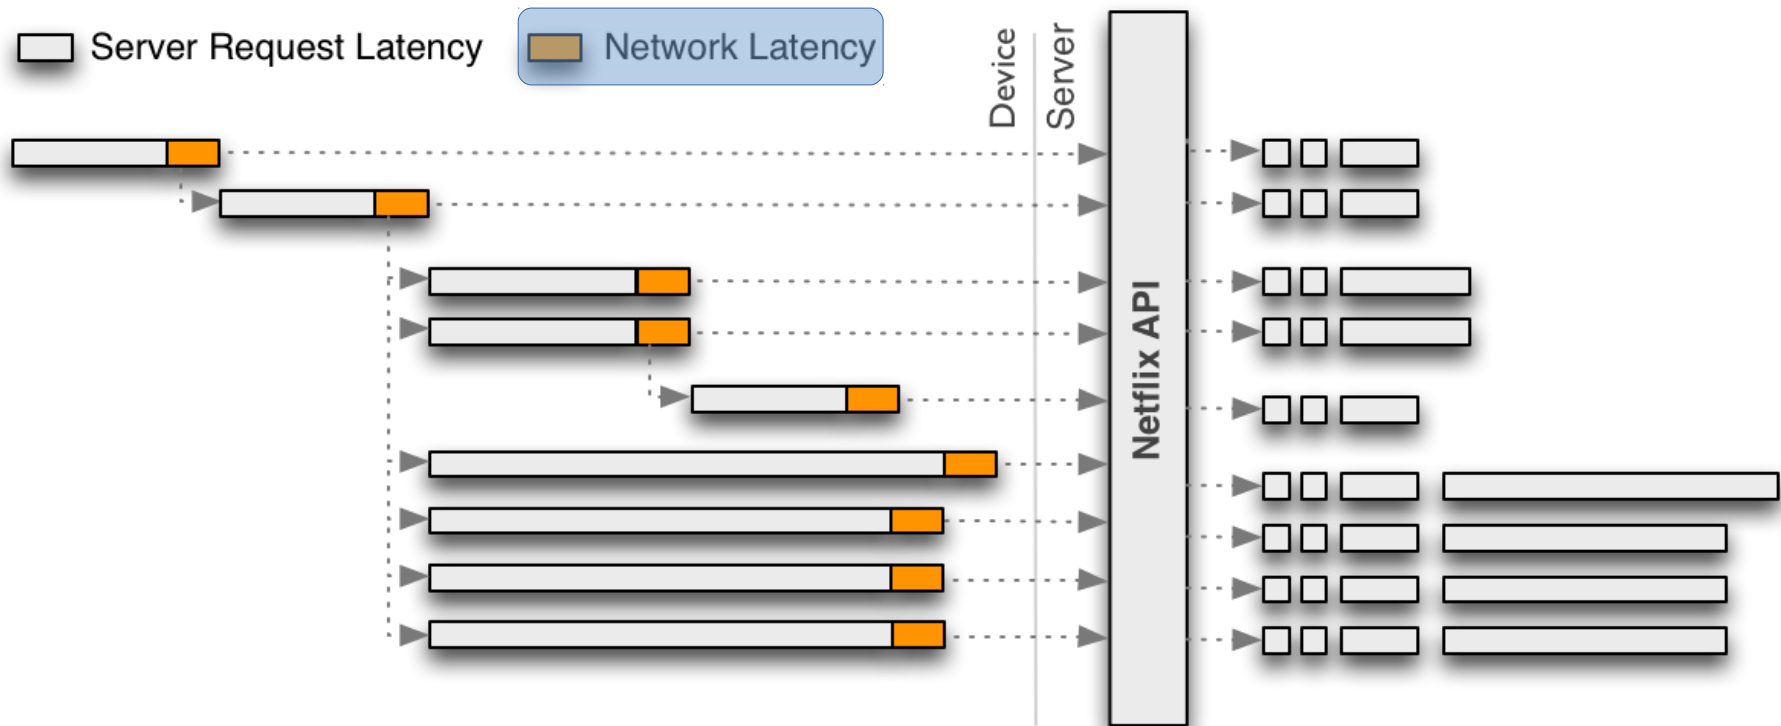 Server Request Latency
Network Latency
Device
Server
Netflix API